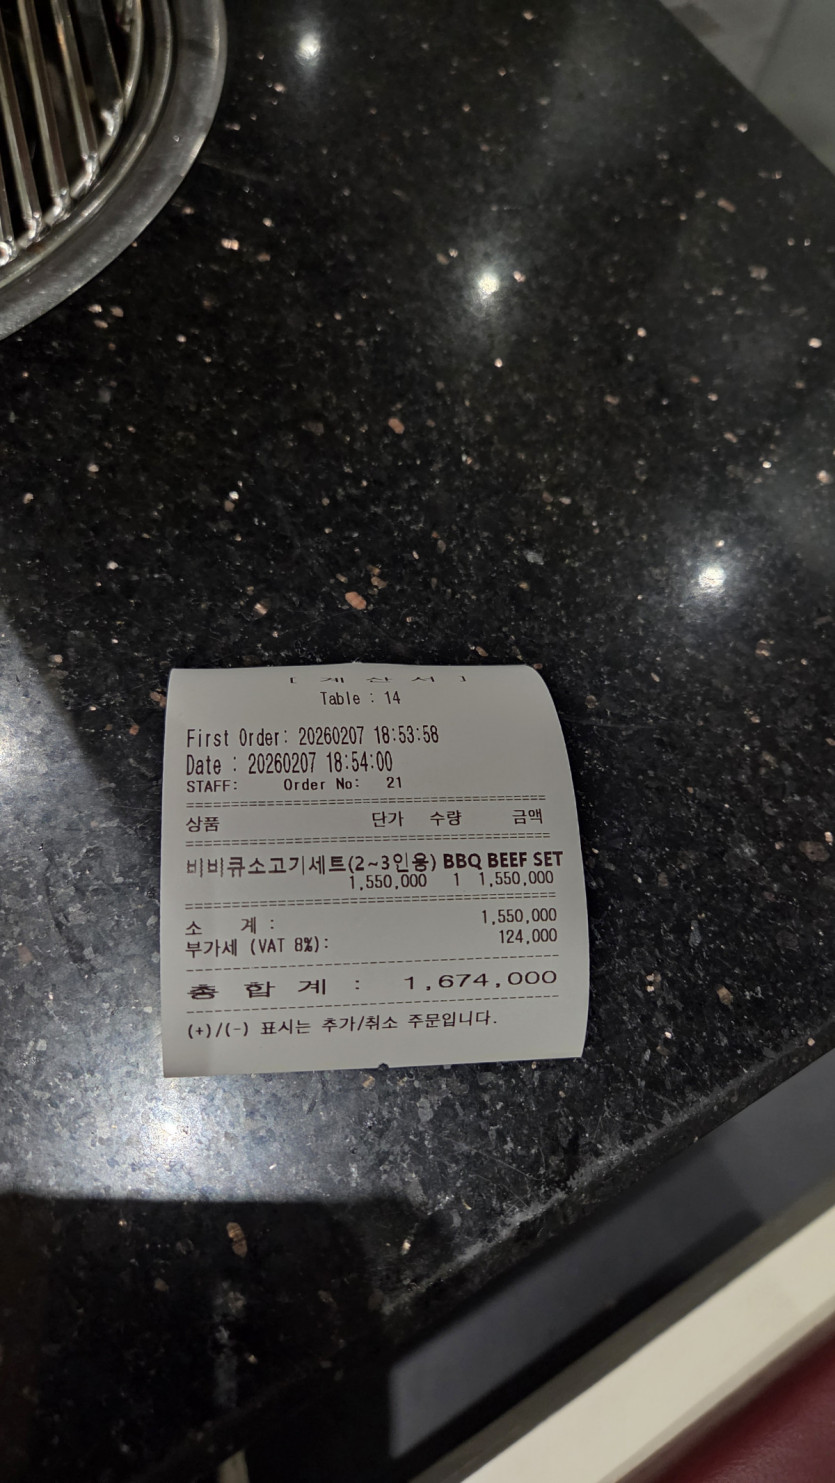 [ 계 산 서 ]
Table : 14
First Order: 20260207 18:53:58
Date : 20260207 18:54:00
STAFF: Order No: 21
상품 단가 수량 금액
비비큐소고기세트(2~3인용) BBQ BEEF SET
1,550,000 1 1,550,000
소 계 : 1,550,000
부가세 (VAT 8%): 124,000
총 합 계 : 1,674,000
(+)/(-) 표시는 추가/취소 주문입니다.